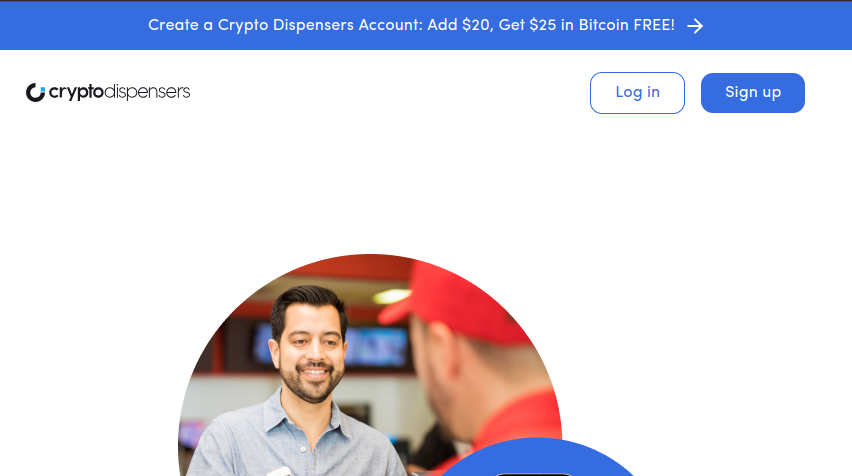 Create a Crypto Dispensers Account: Add $20, Get $25 in Bitcoin FREE!
cryptodispensers
Log in
Sign up